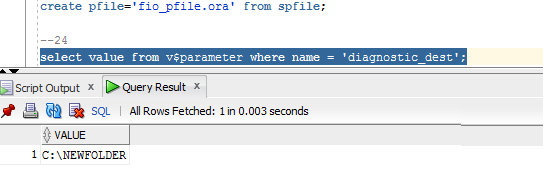 create pfile='fio_pfile.ora' from spfile;
--24
select value from v$parameter where name = 'diagnostic_dest';
Script Output x Query Result x
SQL | All Rows Fetched: 1 in 0.003 seconds
VALUE
1 C:\NEWFOLDER